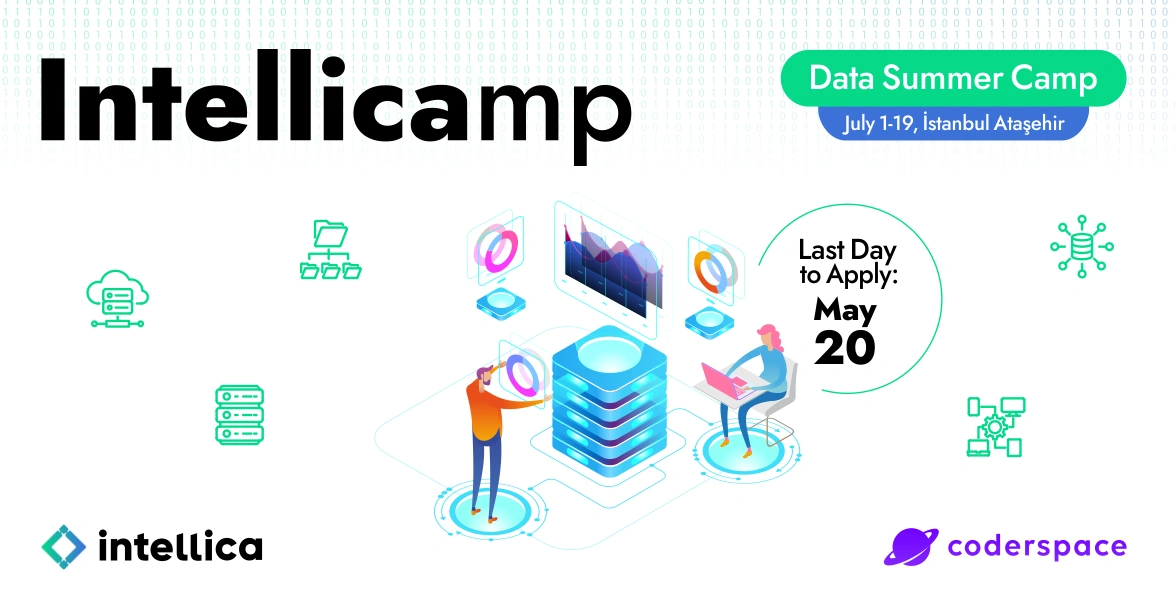 Intellicamp
Data Summer Camp
July 1-19, İstanbul Ataşehir
Last Day
to Apply:
May
20
intellica
coderspace